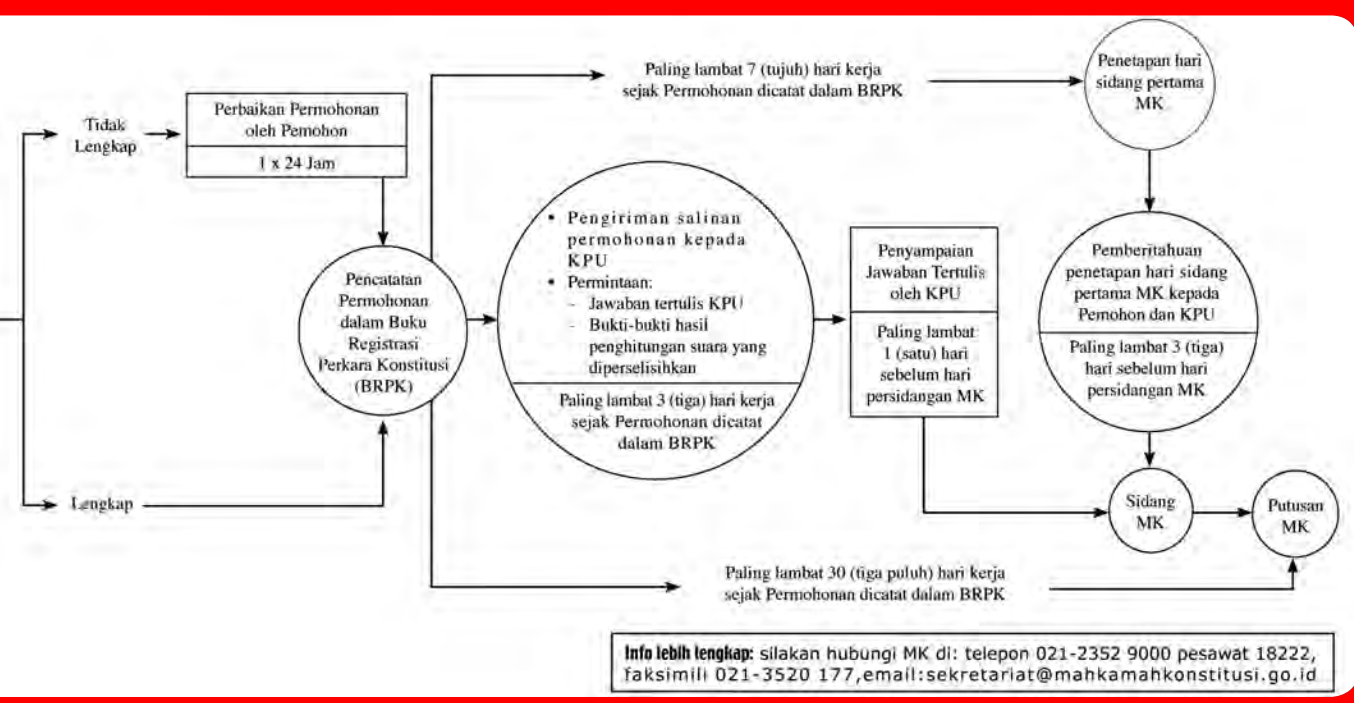 Tidak
Lengkap
Perbaikan Permohonan
oleh Pemohon
1 x 24 Jam
Lengkap
Pencatatan
Permohonan
dalam Buku
Registrasi
Perkara Konstitusi
(BRPK)
Paling lambat 7 (tujuh) hari kerja
sejak Permohonan dicatat dalam BRPK
Penetapan hari
sidang pertama
MK
• Pengiriman salinan
permohonan kepada
KPU
• Permintaan:
- Jawaban tertulis KPU
- Bukti-bukti hasil
penghitungan suara yang
diperselisihkan
Paling lambat 3 (tiga) hari kerja
sejak Permohonan dicatat
dalam BRPK
Penyampaian
Jawaban Tertulis
oleh KPU
Paling lambat
1 (satu) hari
sebelum hari
persidangan MK
Pemberitahuan
penetapan hari sidang
pertama MK kepada
Pemohon dan KPU
Paling lambat 3 (tiga)
hari sebelum hari
persidangan MK
Sidang
MK
Putusan
MK
Paling lambat 30 (tiga puluh) hari kerja
sejak Permohonan dicatat dalam BRPK
Info lebih lengkap: silakan hubungi MK di: telepon 021-2352 9000 pesawat 18222,
faksimili 021-3520 177,email:sekretariat@mahkamahkonstitusi.go.id